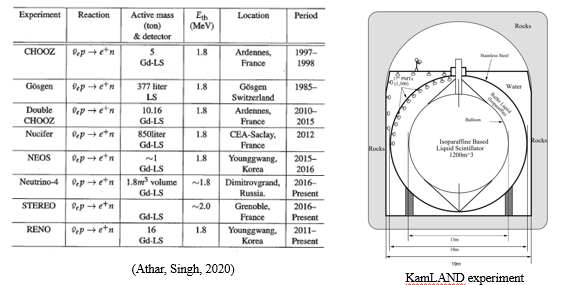 Experiment Reaction Active mass (ton) & detector Eth (MeV) Location Period
CHOOZ ν̄ep → e⁺n 5 Gd-LS 1.8 Ardennes, France 1997–1998
Gösgen ν̄ep → e⁺n 377 liter LS 1.8 Gösgen Switzerland 1985–
Double CHOOZ ν̄ep → e⁺n 10.16 Gd-LS 1.8 Ardennes, France 2010–2015
Nucifer ν̄ep → e⁺n 850liter Gd-LS 1.8 CEA-Saclay, France 2012
NEOS ν̄ep → e⁺n ~1 Gd-LS 1.8 Younggwang, Korea 2015–2016
Neutrino-4 ν̄ep → e⁺n 1.8m³ volume Gd-LS ~1.8 Dimitrovgrand, Russia. 2016–Present
STEREO ν̄ep → e⁺n Gd-LS ~2.0 Grenoble, France 2016–Present
RENO ν̄ep → e⁺n 16 Gd-LS 1.8 Younggwang, Korea 2011–Present
(Athar, Singh, 2020)
Rocks
Stainless Steel
17" PMTs
Water
Balloon
Isoparaffine Based
Liquid Scintillator
1200m^3
Rocks
Rocks
13m
18m
19m
KamLAND experiment